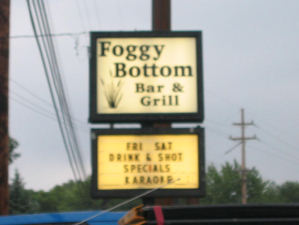 Foggy
Bottom
Bar &
Grill
FRI SAT
DRINK & SHOT
SPECIALS
KARAOKE